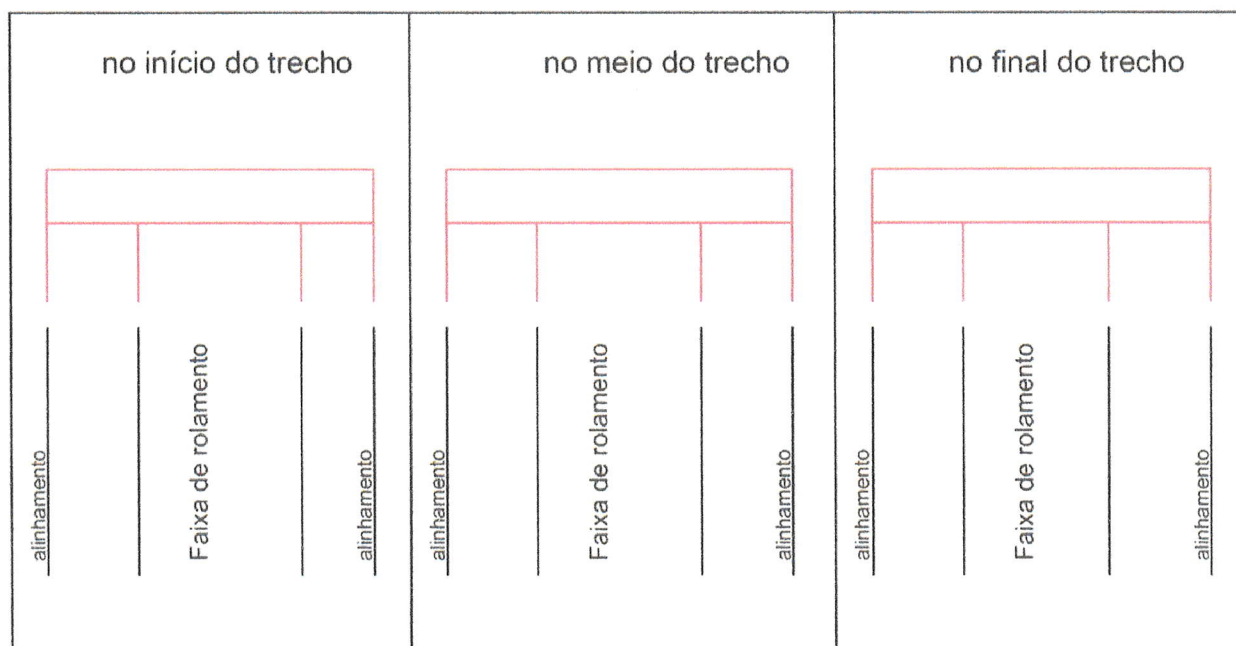 no início do trecho
no meio do trecho
no final do trecho
alinhamento
Faixa de rolamento
alinhamento
alinhamento
Faixa de rolamento
alinhamento
alinhamento
Faixa de rolamento
alinhamento